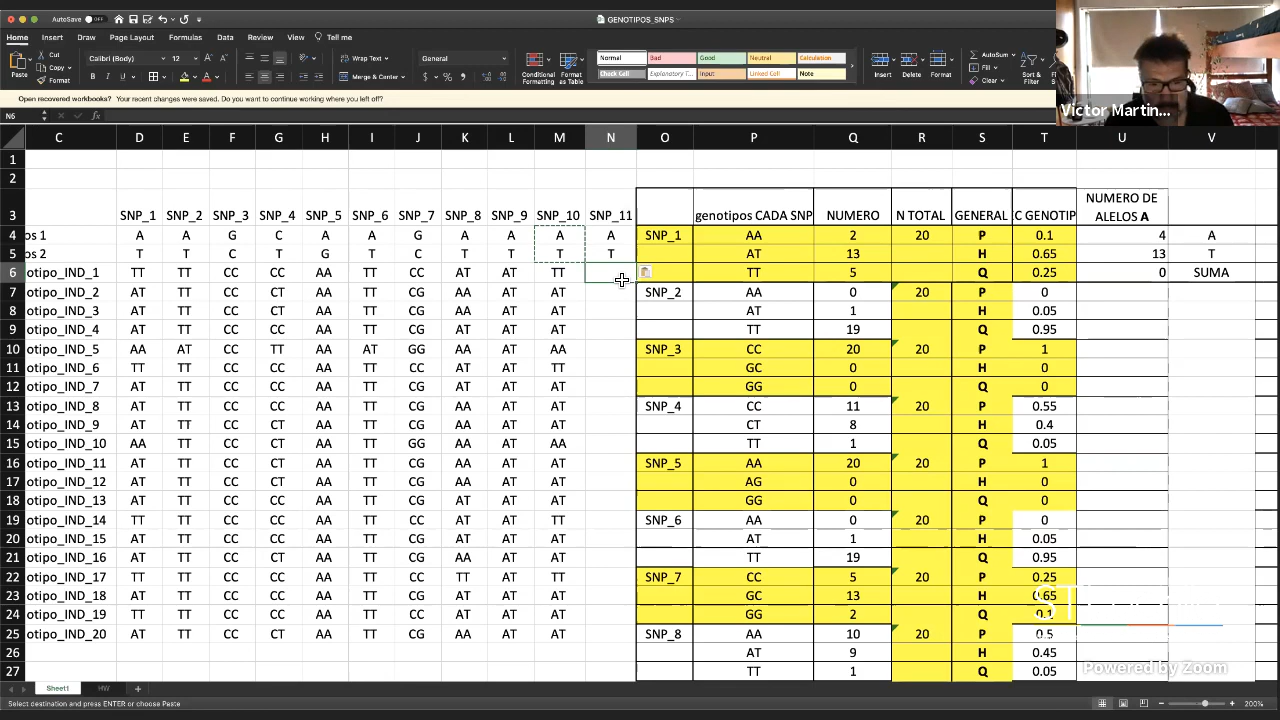 AutoSave OFF GENOTIPOS_SNPS
Home Insert Draw Page Layout Formulas Data Review View Tell me
Cut Copy Format Paste
Calibri (Body) 12 Wrap Text General Merge & Center
Conditional Formatting Format as Table
Normal Bad Good Neutral Calculation
Check Cell Explanatory T... Input Linked Cell Note
Insert Delete Format AutoSum Fill Clear Sort & Filter
Victor Martin...
Open recovered workbooks? Your recent changes were saved. Do you want to continue working where you left off?
N6 fx
C D E F G H I J K L M N O P Q R S T U V
1
2
3 SNP_1 SNP_2 SNP_3 SNP_4 SNP_5 SNP_6 SNP_7 SNP_8 SNP_9 SNP_10 SNP_11 genotipos CADA SNP NUMERO N TOTAL GENERAL C GENOTIP NUMERO DE ALELOS A
4 os 1 A A G C A A G A A A A SNP_1 AA 2 20 P 0.1 4 A
5 os 2 T T C T G T C T T T T AT 13 H 0.65 13 T
6 otipo_IND_1 TT TT CC CC AA TT CC AT AT TT TT 5 Q 0.25 0 SUMA
7 otipo_IND_2 AT TT CC CT AA TT CG AA AT AT SNP_2 AA 0 20 P 0
8 otipo_IND_3 AT TT CC CC AA TT CG AT AT AT AT 1 H 0.05
9 otipo_IND_4 AT TT CC CT AA TT CG AA AT AT TT 19 Q 0.95
10 otipo_IND_5 AA AT CC TT AA AT GG AA AT AA SNP_3 CC 20 20 P 1
11 otipo_IND_6 TT TT CC CC AA TT CC AT AT TT GC 0 H 0
12 otipo_IND_7 AT TT CC CC AA TT CG AA AT AT GG 0 Q 0
13 otipo_IND_8 AT TT CC CC AA TT CG AA AT AT SNP_4 CC 11 20 P 0.55
14 otipo_IND_9 AT TT CC CT AA TT CG AA AT AT CT 8 H 0.4
15 otipo_IND_10 AA TT CC CT AA TT GG AA AT AA TT 1 Q 0.05
16 otipo_IND_11 AT TT CC CT AA TT CG AA AT AT SNP_5 AA 20 20 P 1
17 otipo_IND_12 AT TT CC CT AA TT CG AA AT AT AG 0 H 0
18 otipo_IND_13 AT TT CC CC AA TT CG AT AT AT GG 0 Q 0
19 otipo_IND_14 TT TT CC CC AA TT CC AT AT TT SNP_6 AA 0 20 P 0
20 otipo_IND_15 AT TT CC CC AA TT CG AT AT AT AT 1 H 0.05
21 otipo_IND_16 AT TT CC CT AA TT CG AA AT AT TT 19 Q 0.95
22 otipo_IND_17 TT TT CC CC AA TT CC TT AT TT SNP_7 CC 5 20 P 0.25
23 otipo_IND_18 AT TT CC CC AA TT CG AT AT AT GC 13 H 0.65
24 otipo_IND_19 TT TT CC CC AA TT CC AT AT TT GG 2 Q 0.1
25 otipo_IND_20 AT TT CC CT AA TT CG AA AT AT SNP_8 AA 10 20 P 0.5
26 AT 9 H 0.45
27 TT 1 Q 0.05
Powered by Zoom
Sheet1 HW +
Select destination and press ENTER or choose Paste 200%